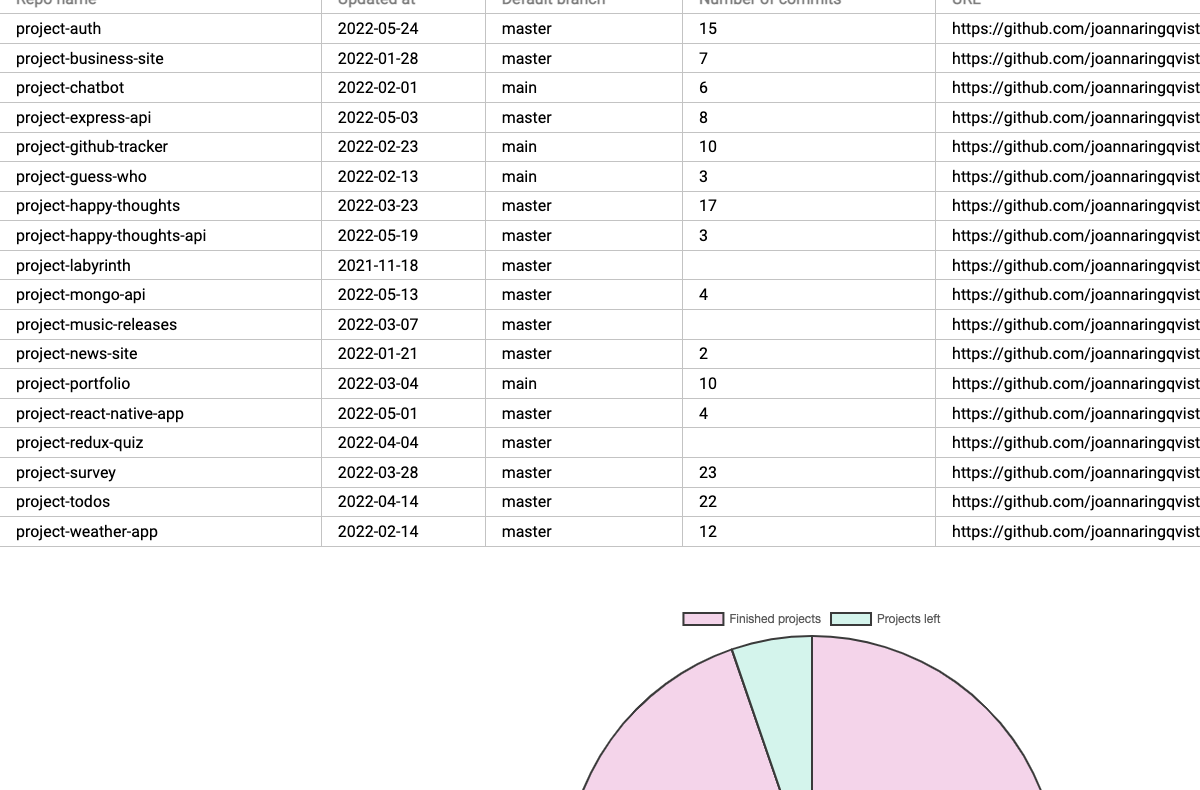 Repo name Updated at Default branch Number of commits URL
project-auth 2022-05-24 master 15 https://github.com/joannaringqvist
project-business-site 2022-01-28 master 7 https://github.com/joannaringqvist
project-chatbot 2022-02-01 main 6 https://github.com/joannaringqvist
project-express-api 2022-05-03 master 8 https://github.com/joannaringqvist
project-github-tracker 2022-02-23 main 10 https://github.com/joannaringqvist
project-guess-who 2022-02-13 main 3 https://github.com/joannaringqvist
project-happy-thoughts 2022-03-23 master 17 https://github.com/joannaringqvist
project-happy-thoughts-api 2022-05-19 master 3 https://github.com/joannaringqvist
project-labyrinth 2021-11-18 master https://github.com/joannaringqvist
project-mongo-api 2022-05-13 master 4 https://github.com/joannaringqvist
project-music-releases 2022-03-07 master https://github.com/joannaringqvist
project-news-site 2022-01-21 master 2 https://github.com/joannaringqvist
project-portfolio 2022-03-04 main 10 https://github.com/joannaringqvist
project-react-native-app 2022-05-01 master 4 https://github.com/joannaringqvist
project-redux-quiz 2022-04-04 master https://github.com/joannaringqvist
project-survey 2022-03-28 master 23 https://github.com/joannaringqvist
project-todos 2022-04-14 master 22 https://github.com/joannaringqvist
project-weather-app 2022-02-14 master 12 https://github.com/joannaringqvist
Finished projects Projects left